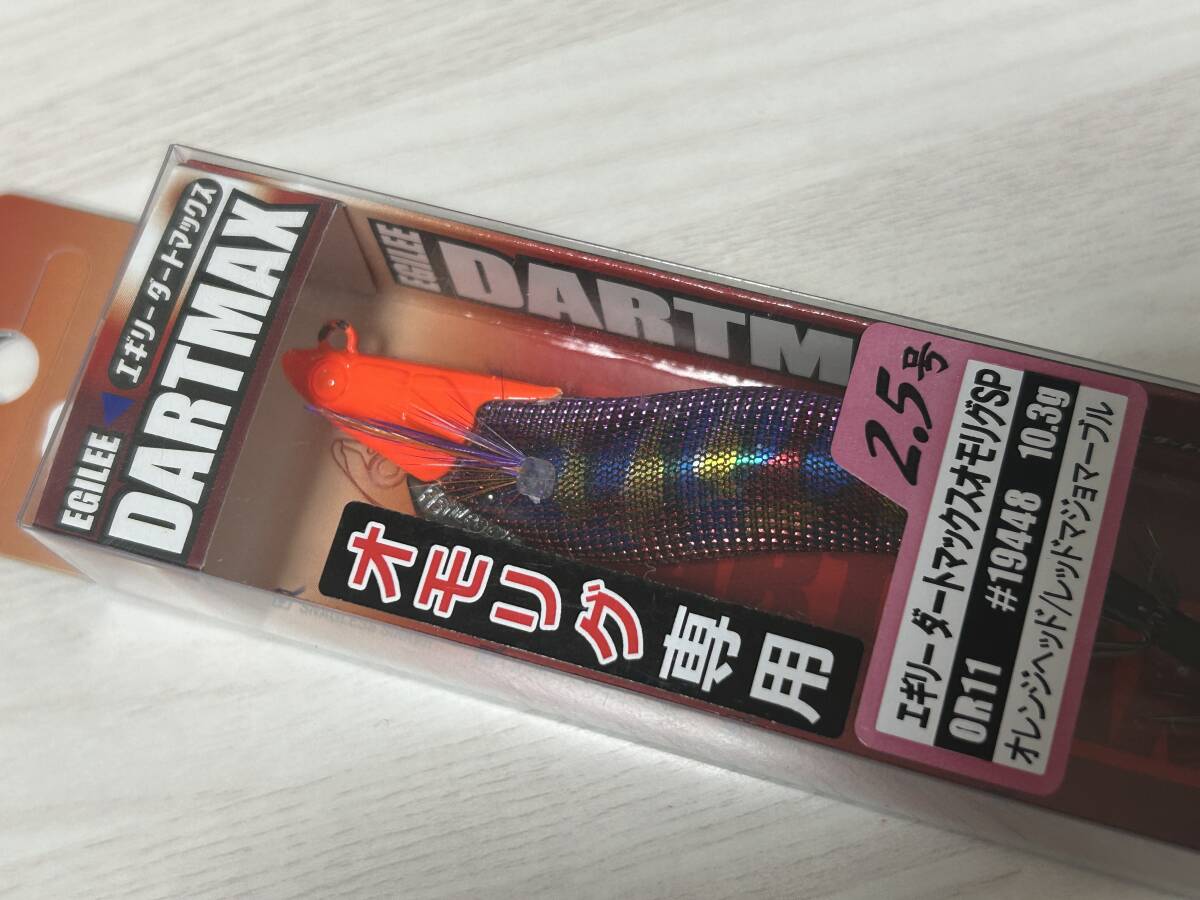 EGILEE
エギリーダートマックス
DARTMAX
EGILEE
DARTM
オモリグ専用
2.5号
エギリーダートマックスオモリグSP
OR11 #19448 10.3g
オレンジヘッド/レッドマジョマーブル